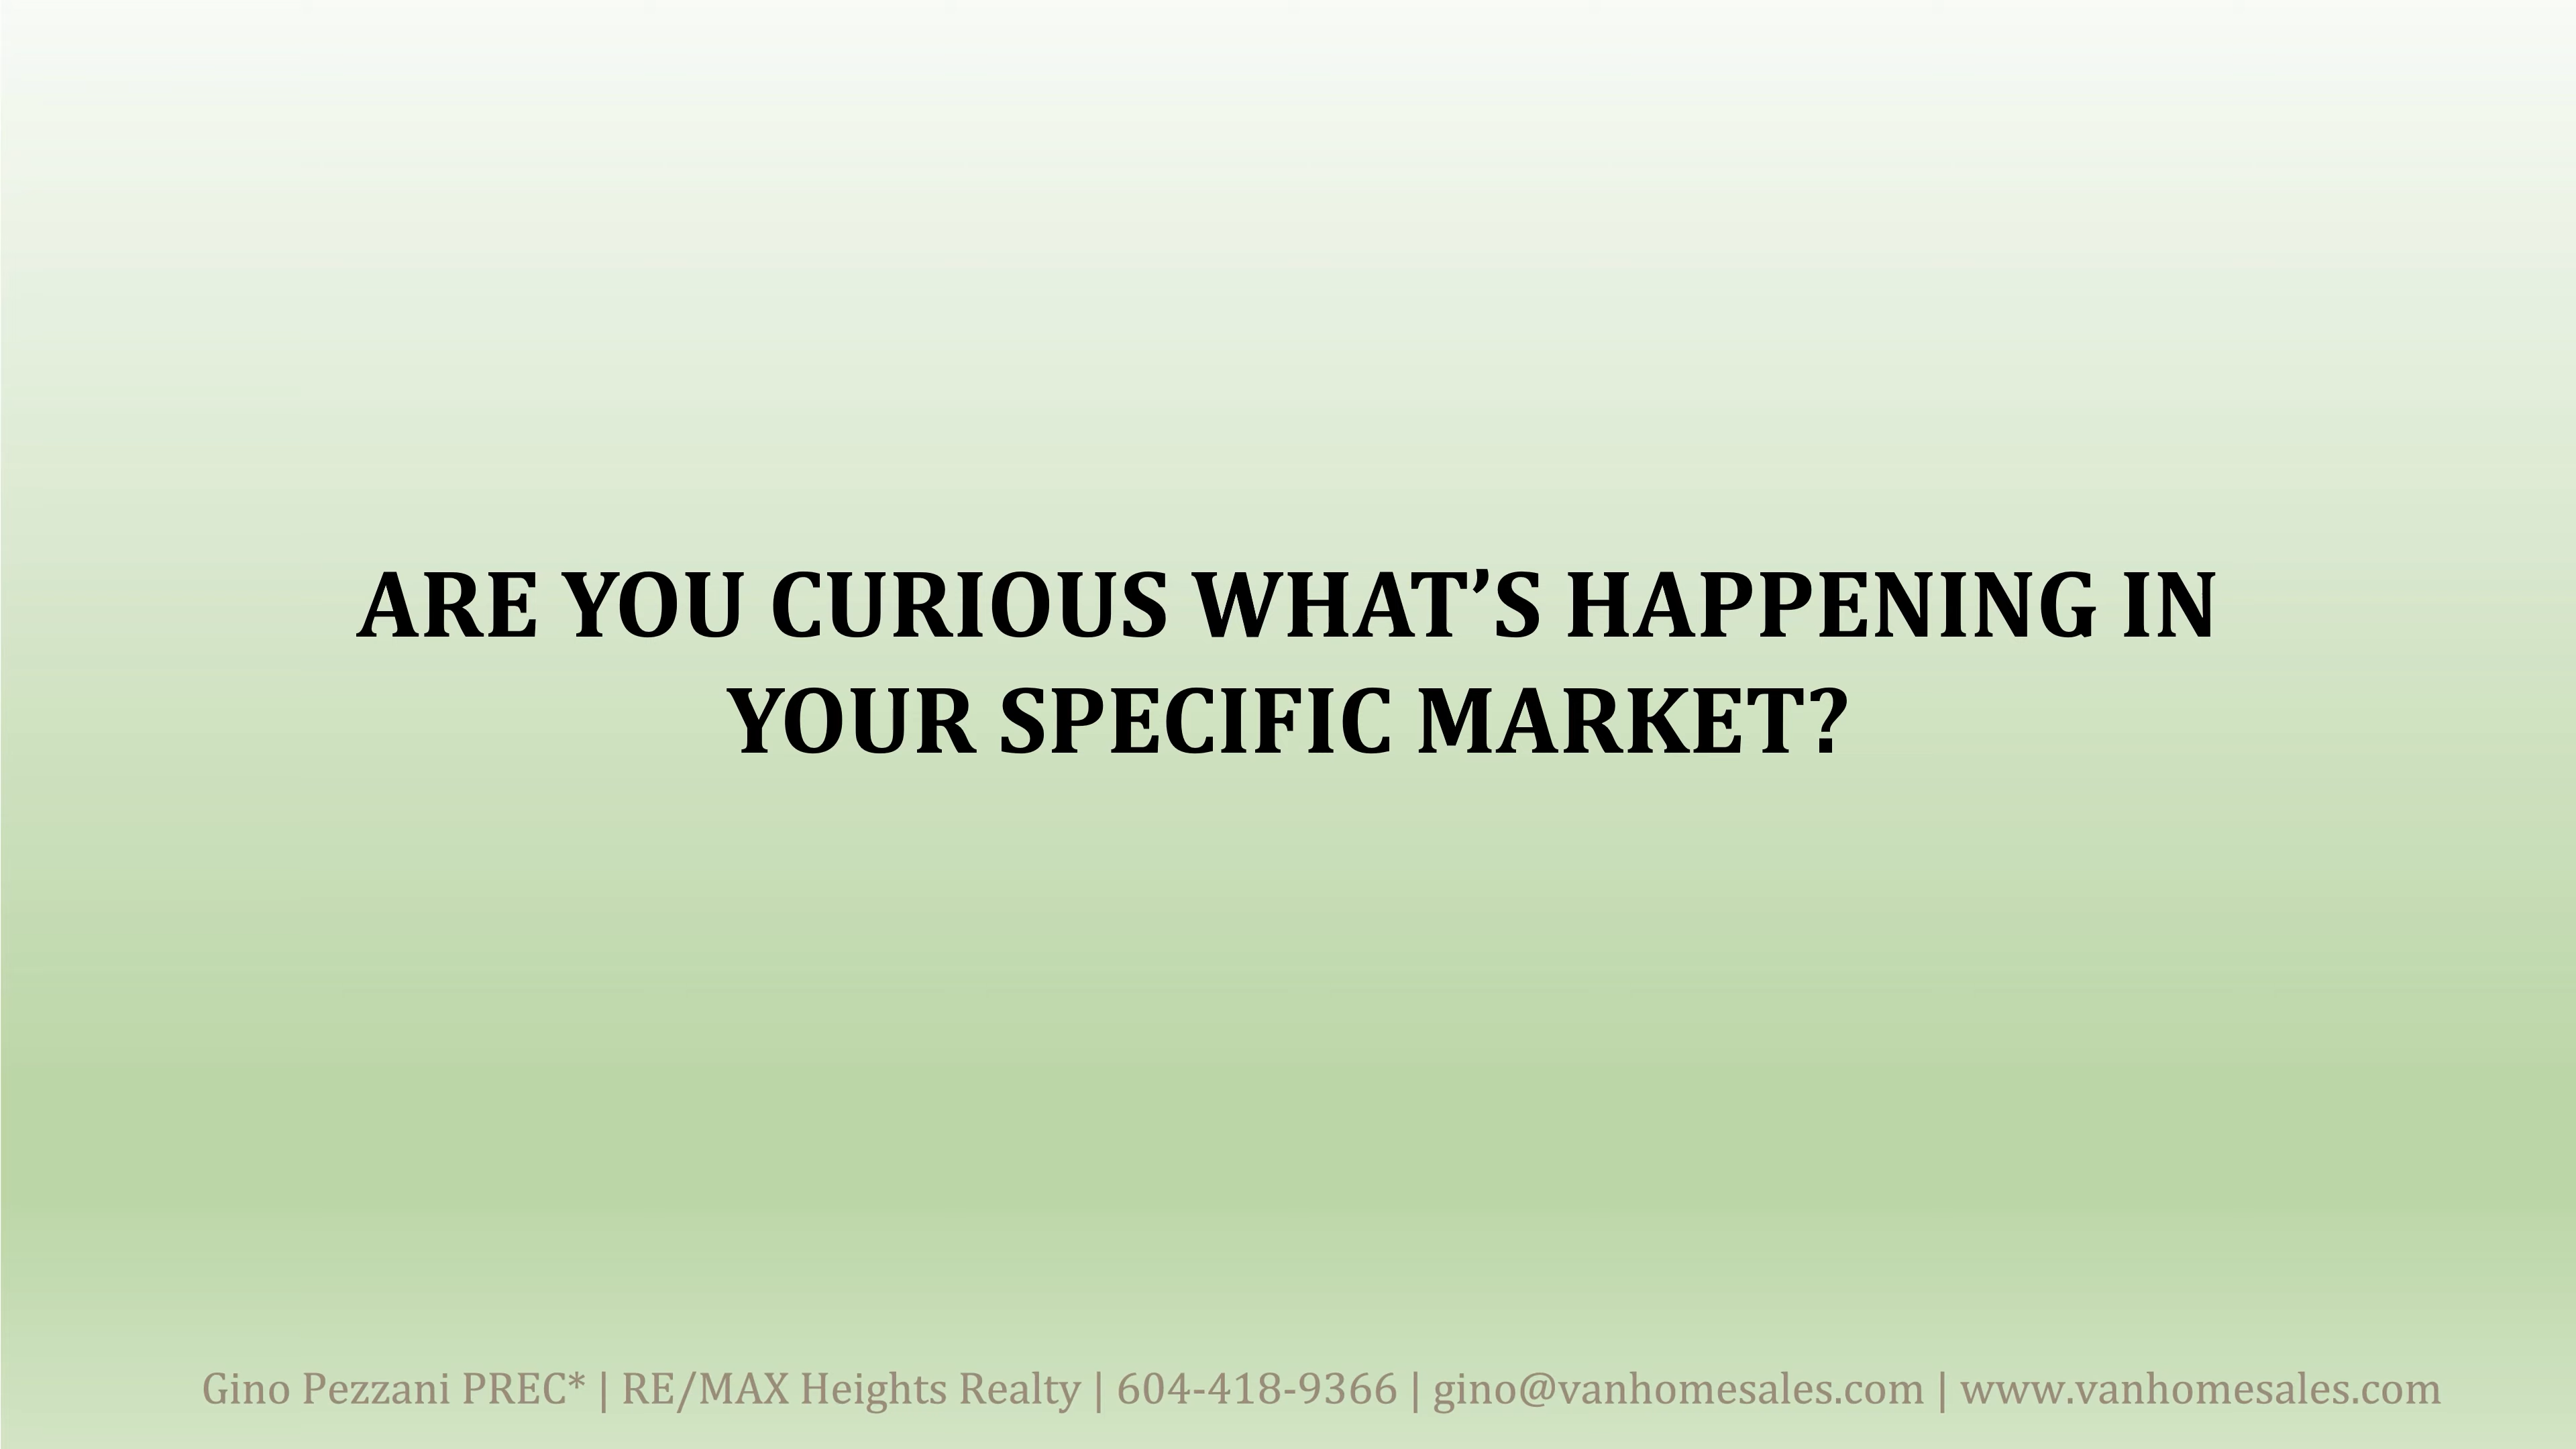 ARE YOU CURIOUS WHAT’S HAPPENING IN
YOUR SPECIFIC MARKET?
Gino Pezzani PREC* | RE/MAX Heights Realty | 604-418-9366 | gino@vanhomesales.com | www.vanhomesales.com